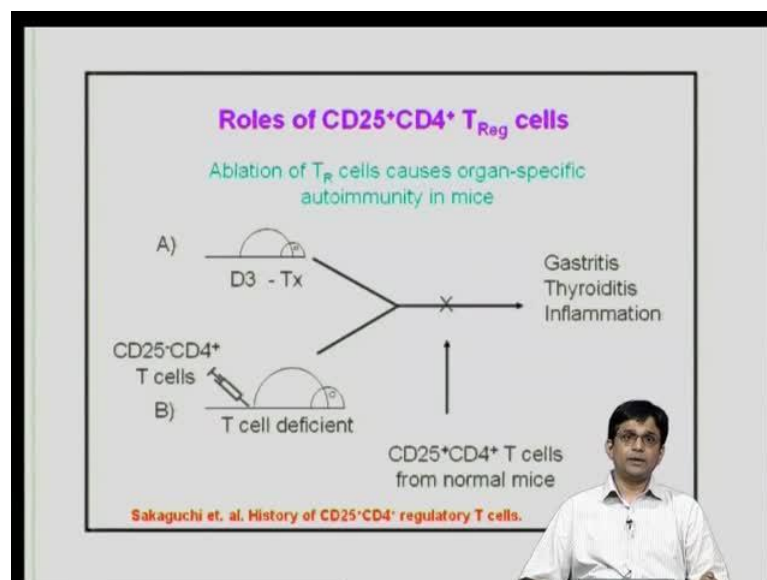 Roles of CD25⁺CD4⁺ T_Reg cells
Ablation of T_R cells causes organ-specific
autoimmunity in mice
A)
D3 - Tx
Gastritis
Thyroiditis
Inflammation
X
CD25⁻CD4⁺
T cells
B)
T cell deficient
CD25⁺CD4⁺ T cells
from normal mice
Sakaguchi et. al. History of CD25⁺CD4⁺ regulatory T cells.